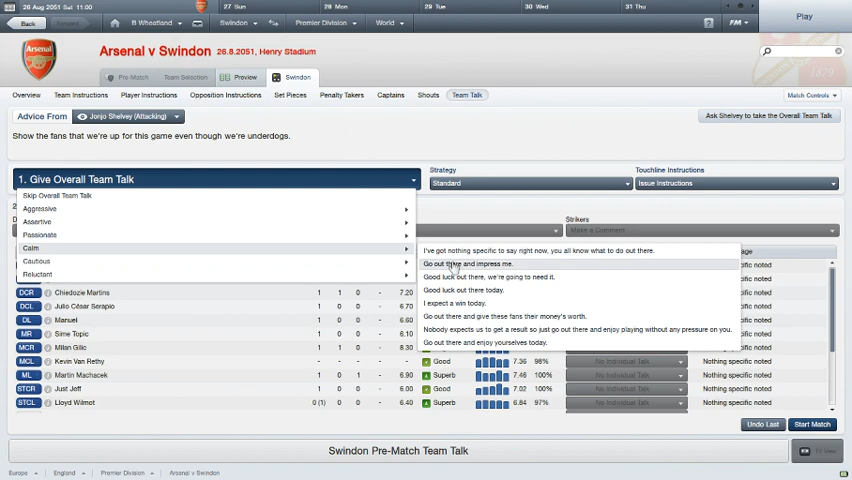 26 Aug 2051 Sat 11:00 27 Sun 28 Mon 29 Tue 30 Wed 31 Thu
Back Forward B Wheatland Swindon Premier Division World ? FM Play
Arsenal v Swindon 26.8.2051, Henry Stadium
1879
Pre-Match Team Selection Preview Swindon
Overview Team Instructions Player Instructions Opposition Instructions Set Pieces Penalty Takers Captains Shouts Team Talk Match Controls
Advice From Jonjo Shelvey (Attacking) Ask Shelvey to take the Overall Team Talk
Show the fans that we're up for this game even though we're underdogs.
1. Give Overall Team Talk
Strategy Touchline Instructions
Standard Issue Instructions
Skip Overall Team Talk
Aggressive
Assertive
Passionate
Calm
Cautious
Reluctant
Strikers
Make a Comment
I've got nothing specific to say right now, you all know what to do out there.
Go out there and impress me.
Good luck out there, we're going to need it.
Good luck out there today.
I expect a win today.
Go out there and give these fans their money's worth.
Nobody expects us to get a result so just go out there and enjoy playing without any pressure on you.
Go out there and enjoy yourselves today.
DCR Chiedozie Martins 1 1 0 - 7.20
DCL Julio César Serapio 1 0 0 - 6.70
DL Manuel 1 0 0 - 6.80
MR Sime Topic 1 0 0 - 6.90
MCR Milan Gilic 1 1 0 - 8.30
MCL Kevin Van Rethy - - - - - Good 7.36 98% No Individual Talk Nothing specific noted
ML Martin Machacek 1 0 1 - 6.90 Superb 7.46 100% No Individual Talk Nothing specific noted
STCR Just Jeff 1 0 0 - 6.80 Good 7.02 100% No Individual Talk Nothing specific noted
STCL Lloyd Wilmot 0 (1) 0 0 - 6.40 Superb 6.84 97% No Individual Talk Nothing specific noted
Undo Last Start Match
Swindon Pre-Match Team Talk TV View
Europe England Premier Division Arsenal v Swindon